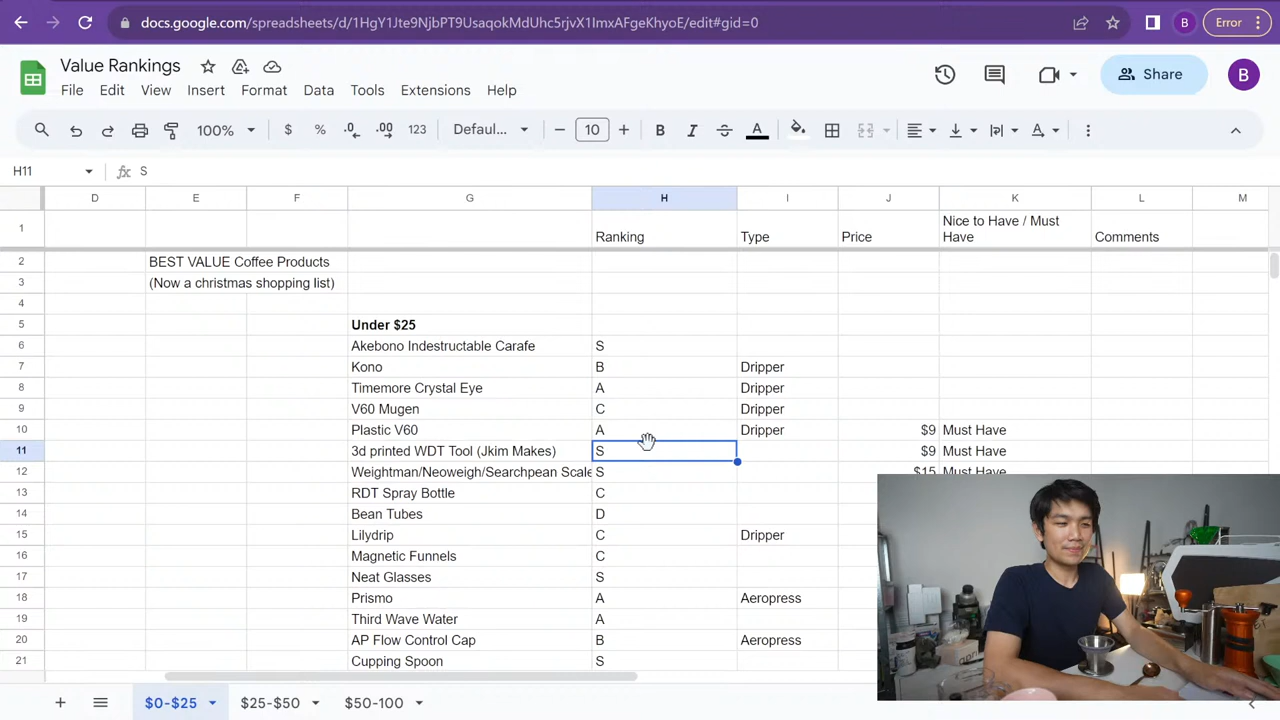 docs.google.com/spreadsheets/d/1HgY1Jte9NjbPT9UsaqokMdUhc5rjvX1ImxAFgeKhyoE/edit#gid=0
B
Error
Value Rankings
File Edit View Insert Format Data Tools Extensions Help
Share
B
100% $ % .0 .00 123 Defaul... 10 B I A
H11 fx S
D E F G H I J K L M
1 Ranking Type Price Nice to Have / Must Have Comments
2 BEST VALUE Coffee Products
3 (Now a christmas shopping list)
4
5 Under $25
6 Akebono Indestructable Carafe S
7 Kono B Dripper
8 Timemore Crystal Eye A Dripper
9 V60 Mugen C Dripper
10 Plastic V60 A Dripper $9 Must Have
11 3d printed WDT Tool (Jkim Makes) S $9 Must Have
12 Weightman/Neoweigh/Searchpean Scale S $15 Must Have
13 RDT Spray Bottle C
14 Bean Tubes D
15 Lilydrip C Dripper
16 Magnetic Funnels C
17 Neat Glasses S
18 Prismo A Aeropress
19 Third Wave Water A
20 AP Flow Control Cap B Aeropress
21 Cupping Spoon S
$0-$25 $25-$50 $50-100